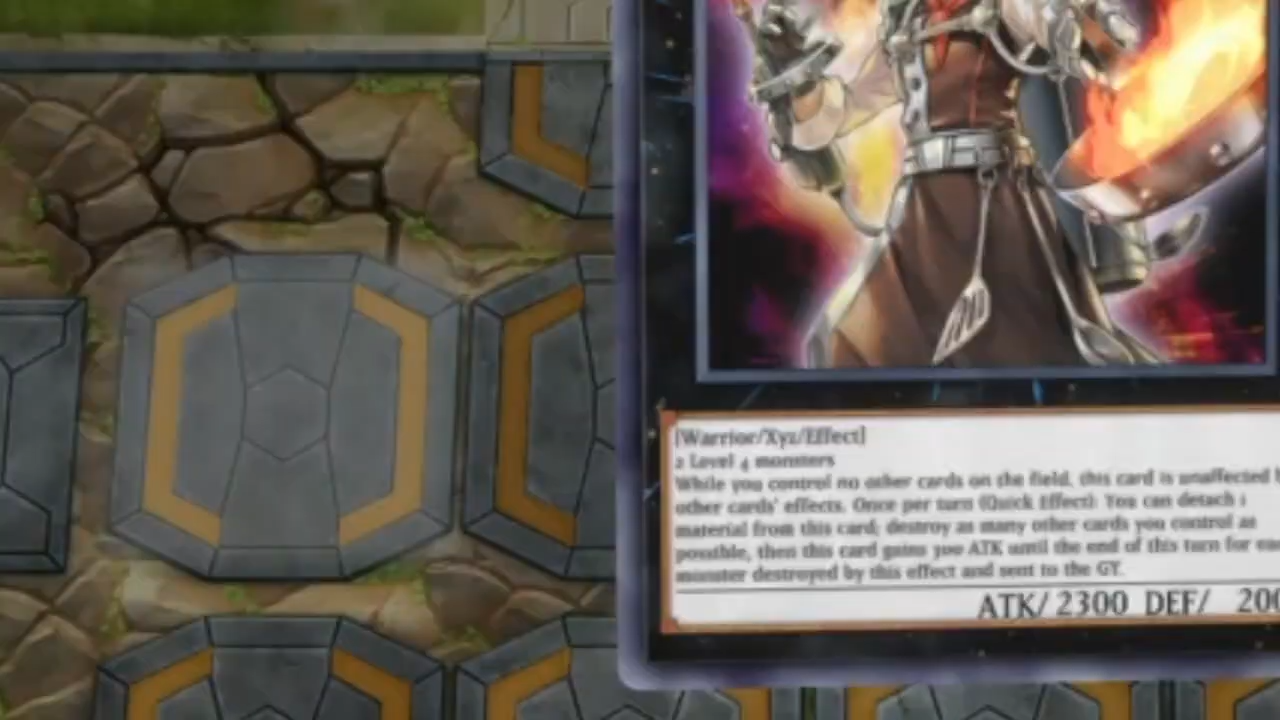 [Warrior/Xyz/Effect]
2 Level 4 monsters
While you control no other cards on the field, this card is unaffected
other cards' effects. Once per turn (Quick Effect): You can detach 1
material from this card; destroy as many other cards you control as
possible, then this card gains 300 ATK until the end of this turn for
monster destroyed by this effect and sent to the GY.
ATK/ 2300 DEF/ 200